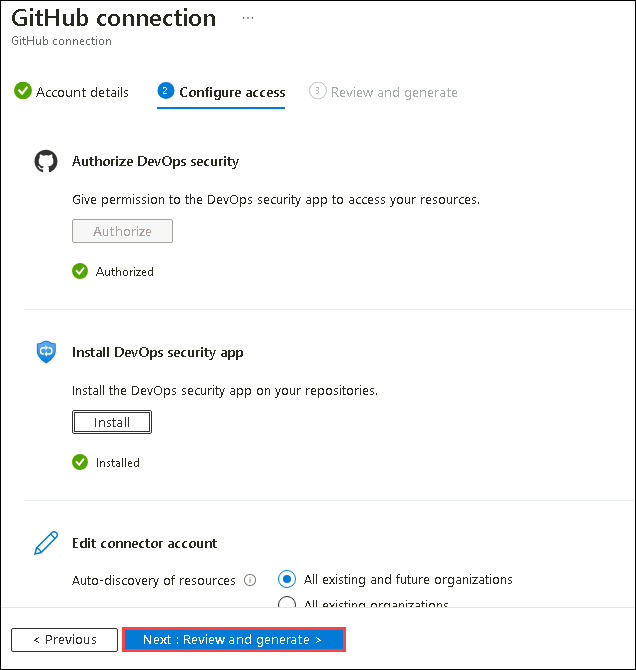 GitHub connection ...
GitHub connection
Account details 2 Configure access 3 Review and generate
Authorize DevOps security
Give permission to the DevOps security app to access your resources.
Authorize
Authorized
Install DevOps security app
Install the DevOps security app on your repositories.
Install
Installed
Edit connector account
Auto-discovery of resources All existing and future organizations
All existing organizations
< Previous Next : Review and generate >